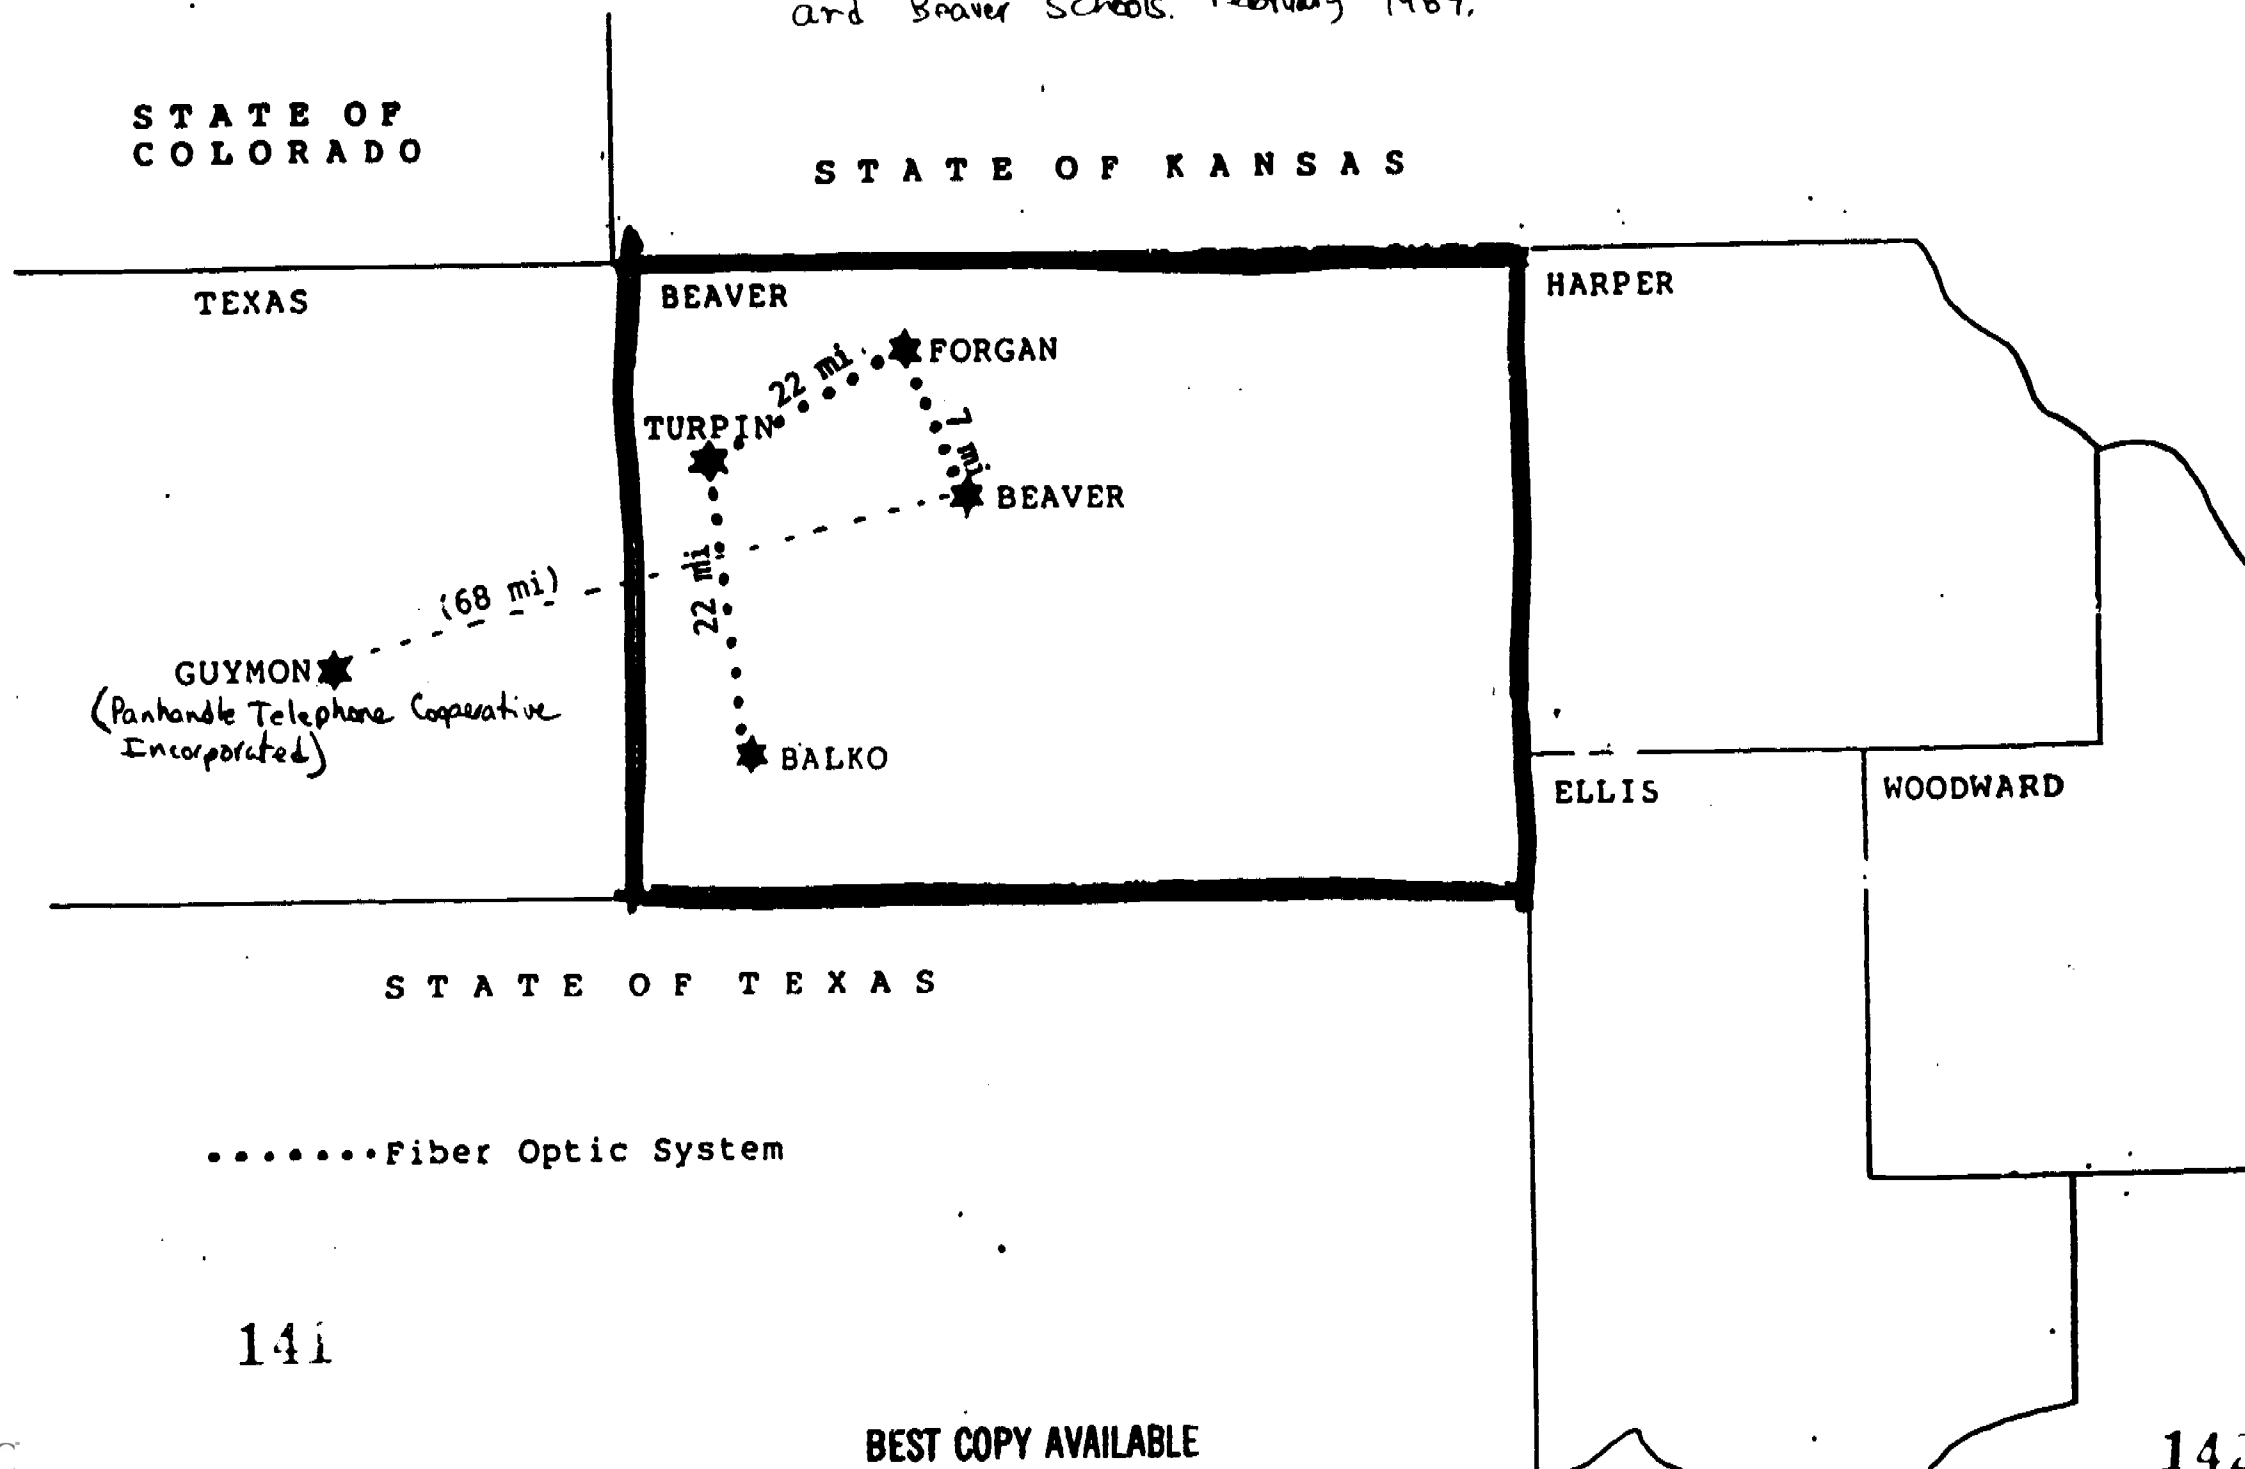 and Beaver Schools. February 1989.
STATE OF
COLORADO
STATE OF KANSAS
TEXAS
BEAVER
HARPER
22 mi
FORGAN
TURPIN
7 mi
BEAVER
22 mi
(68 mi)
GUYMON
(Panhandle Telephone Cooperative
Incorporated)
BALKO
ELLIS
WOODWARD
STATE OF TEXAS
.......Fiber Optic System
141
BEST COPY AVAILABLE